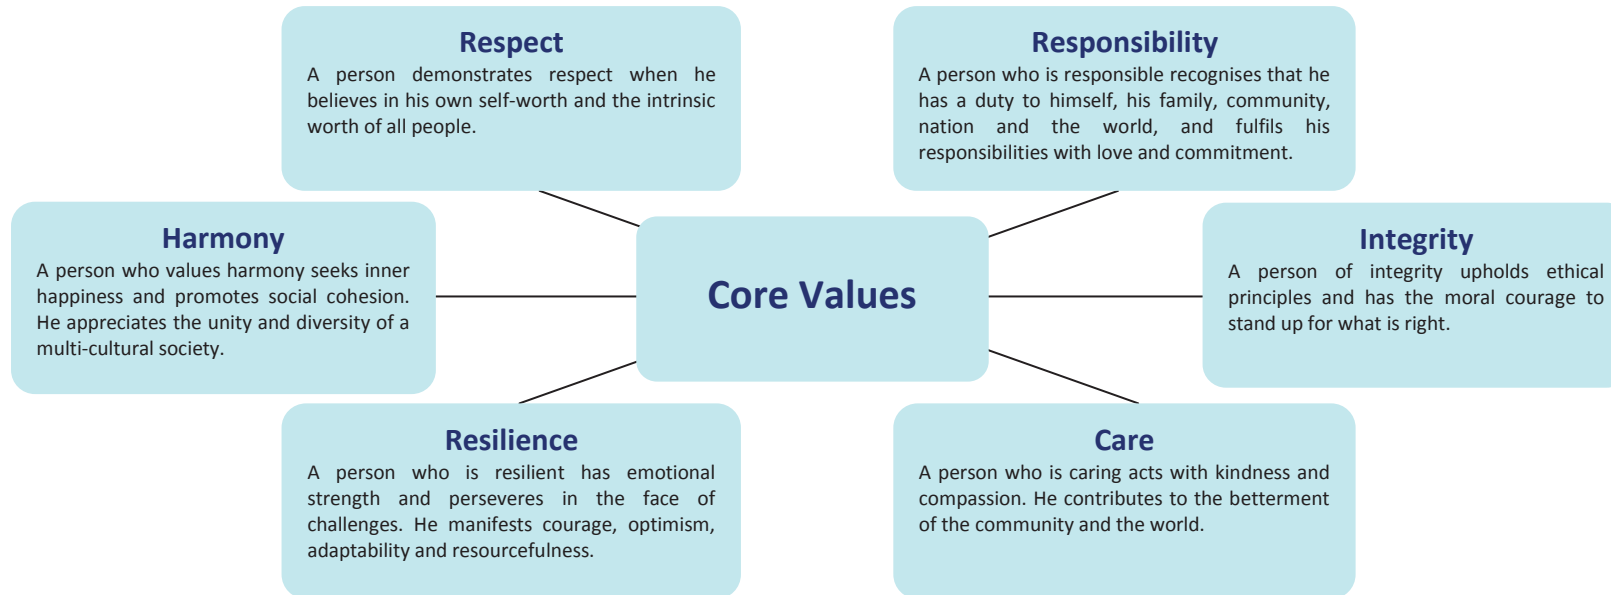 Respect
A person demonstrates respect when he
believes in his own self-worth and the intrinsic
worth of all people.
Responsibility
A person who is responsible recognises that he
has a duty to himself, his family, community,
nation and the world, and fulfils his
responsibilities with love and commitment.
Harmony
A person who values harmony seeks inner
happiness and promotes social cohesion.
He appreciates the unity and diversity of a
multi-cultural society.
Core Values
Integrity
A person of integrity upholds ethical
principles and has the moral courage to
stand up for what is right.
Resilience
A person who is resilient has emotional
strength and perseveres in the face of
challenges. He manifests courage, optimism,
adaptability and resourcefulness.
Care
A person who is caring acts with kindness and
compassion. He contributes to the betterment
of the community and the world.